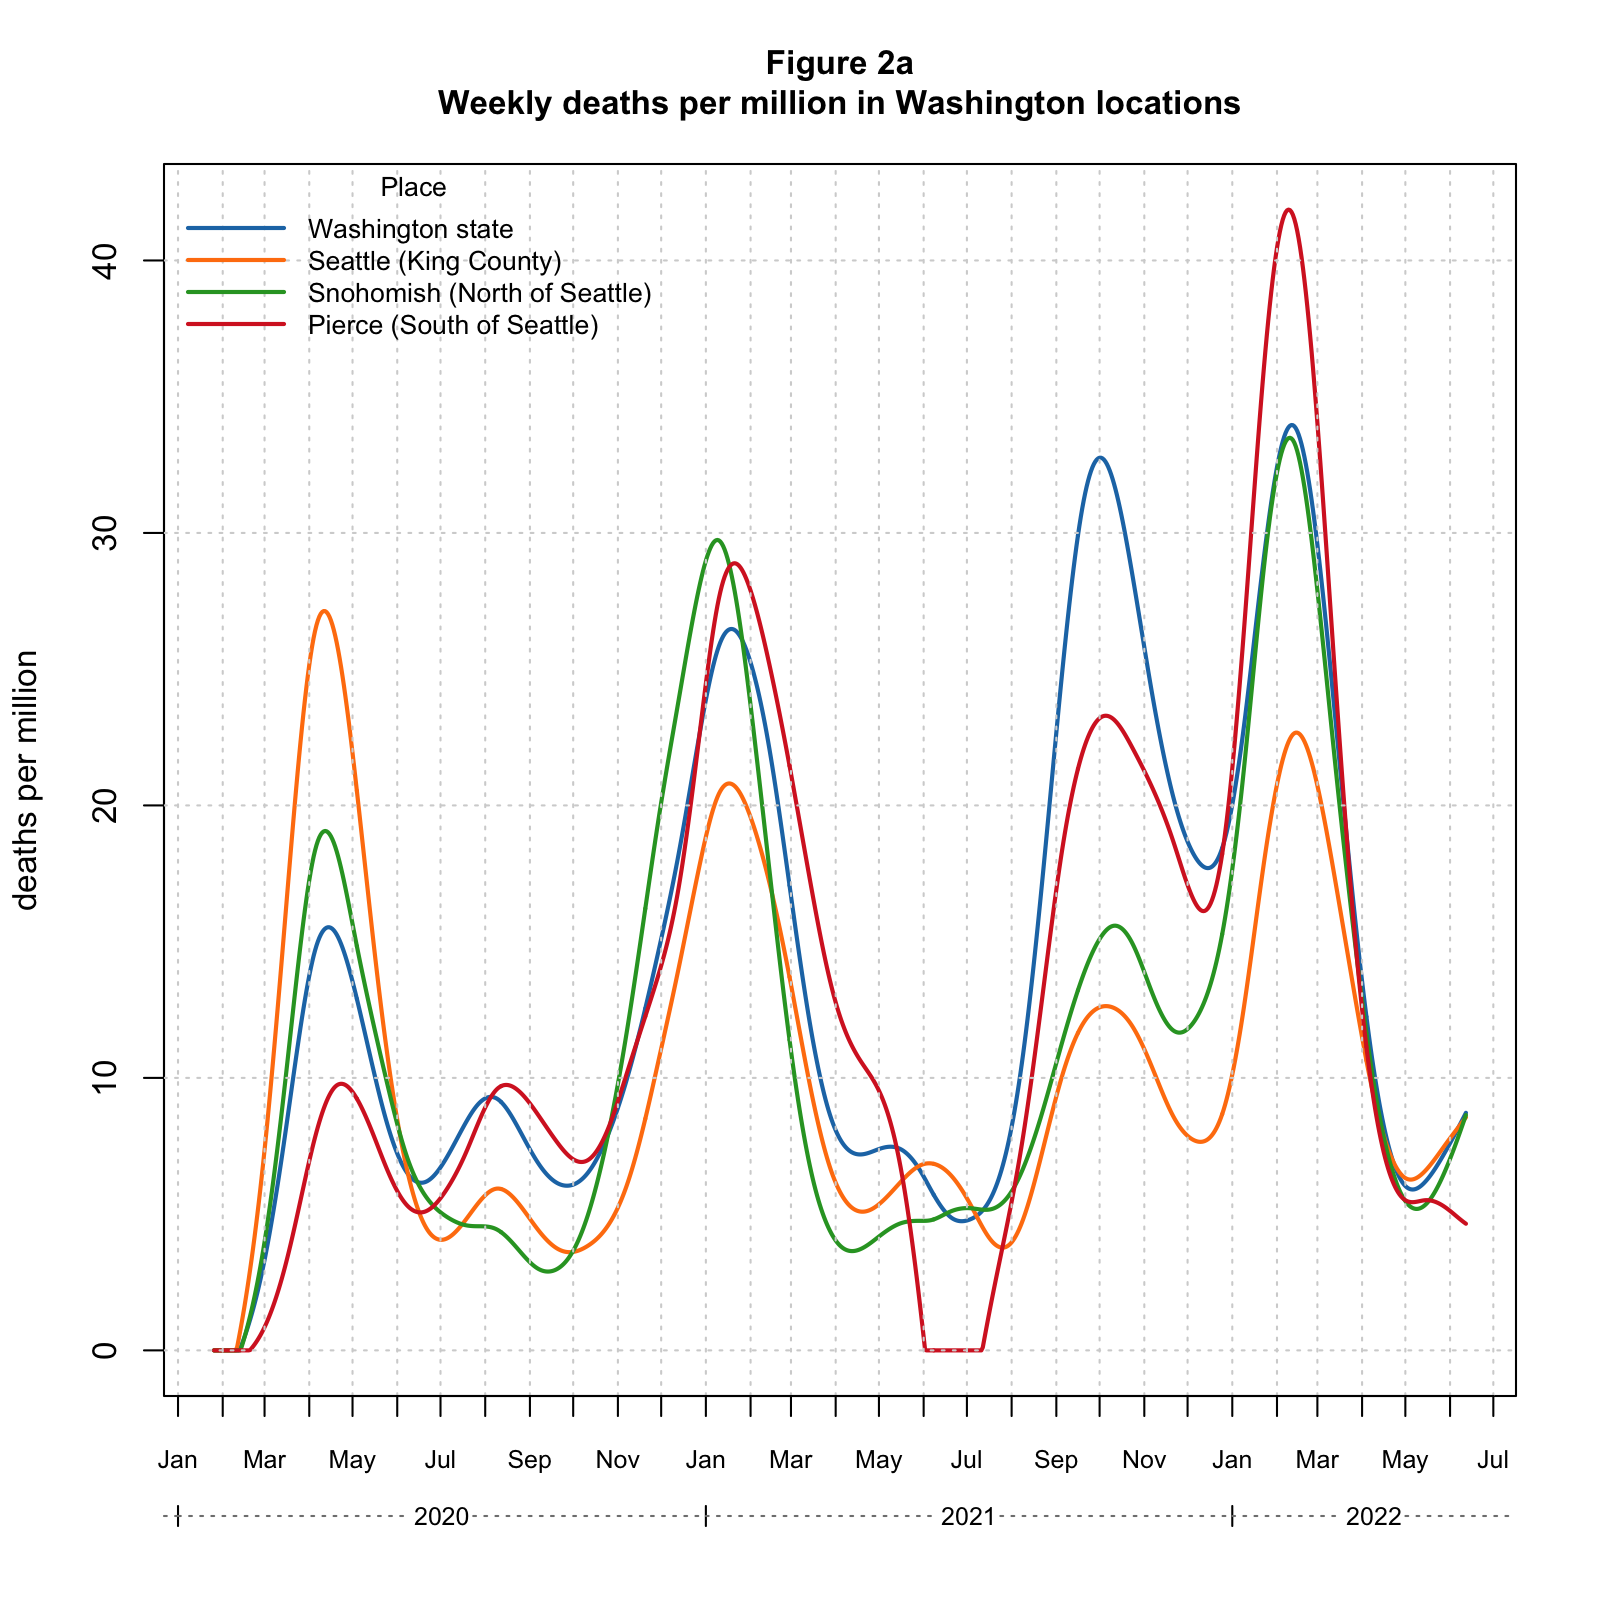 Figure 2a
Weekly deaths per million in Washington locations
Place
Washington state
Seattle (King County)
Snohomish (North of Seattle)
Pierce (South of Seattle)
deaths per million
40
30
20
10
0
Jan Mar May Jul Sep Nov Jan Mar May Jul Sep Nov Jan Mar May Jul
2020 2021 2022